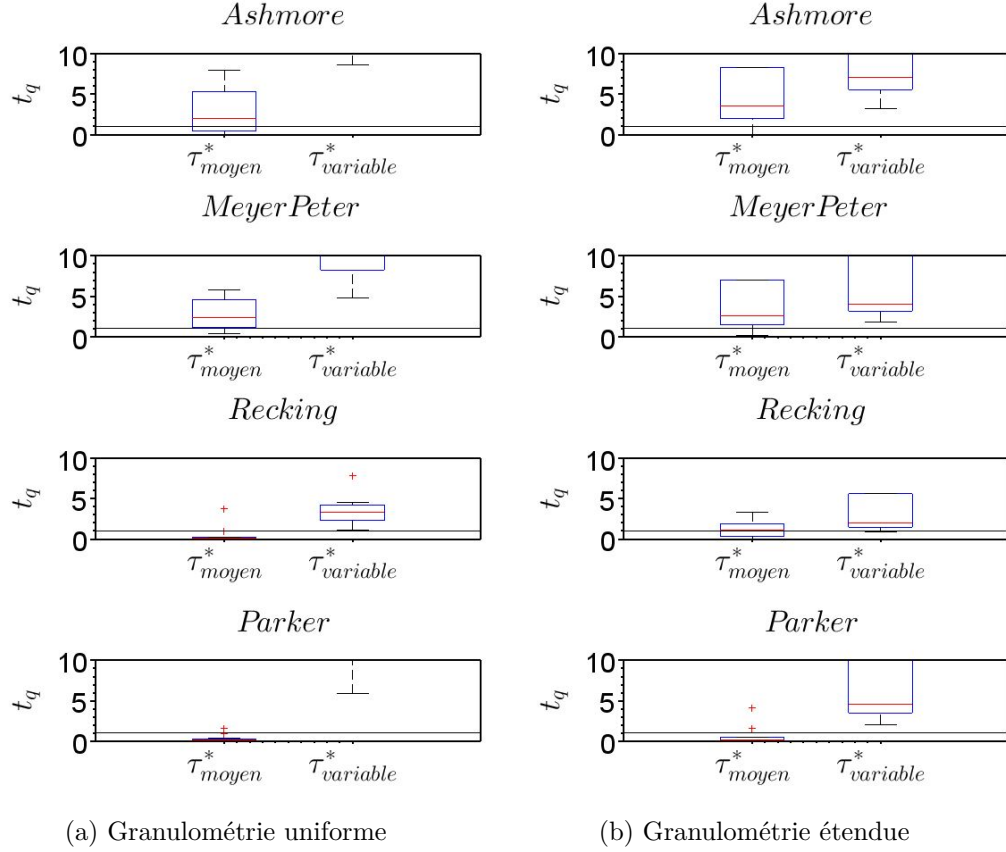 Ashmore
10
5
0
t_q
τ*_moyen τ*_variable
MeyerPeter
10
5
0
t_q
τ*_moyen τ*_variable
Recking
10
5
0
t_q
τ*_moyen τ*_variable
Parker
10
5
0
t_q
τ*_moyen τ*_variable
(a) Granulométrie uniforme
Ashmore
10
5
0
t_q
τ*_moyen τ*_variable
MeyerPeter
10
5
0
t_q
τ*_moyen τ*_variable
Recking
10
5
0
t_q
τ*_moyen τ*_variable
Parker
10
5
0
t_q
τ*_moyen τ*_variable
(b) Granulométrie étendue